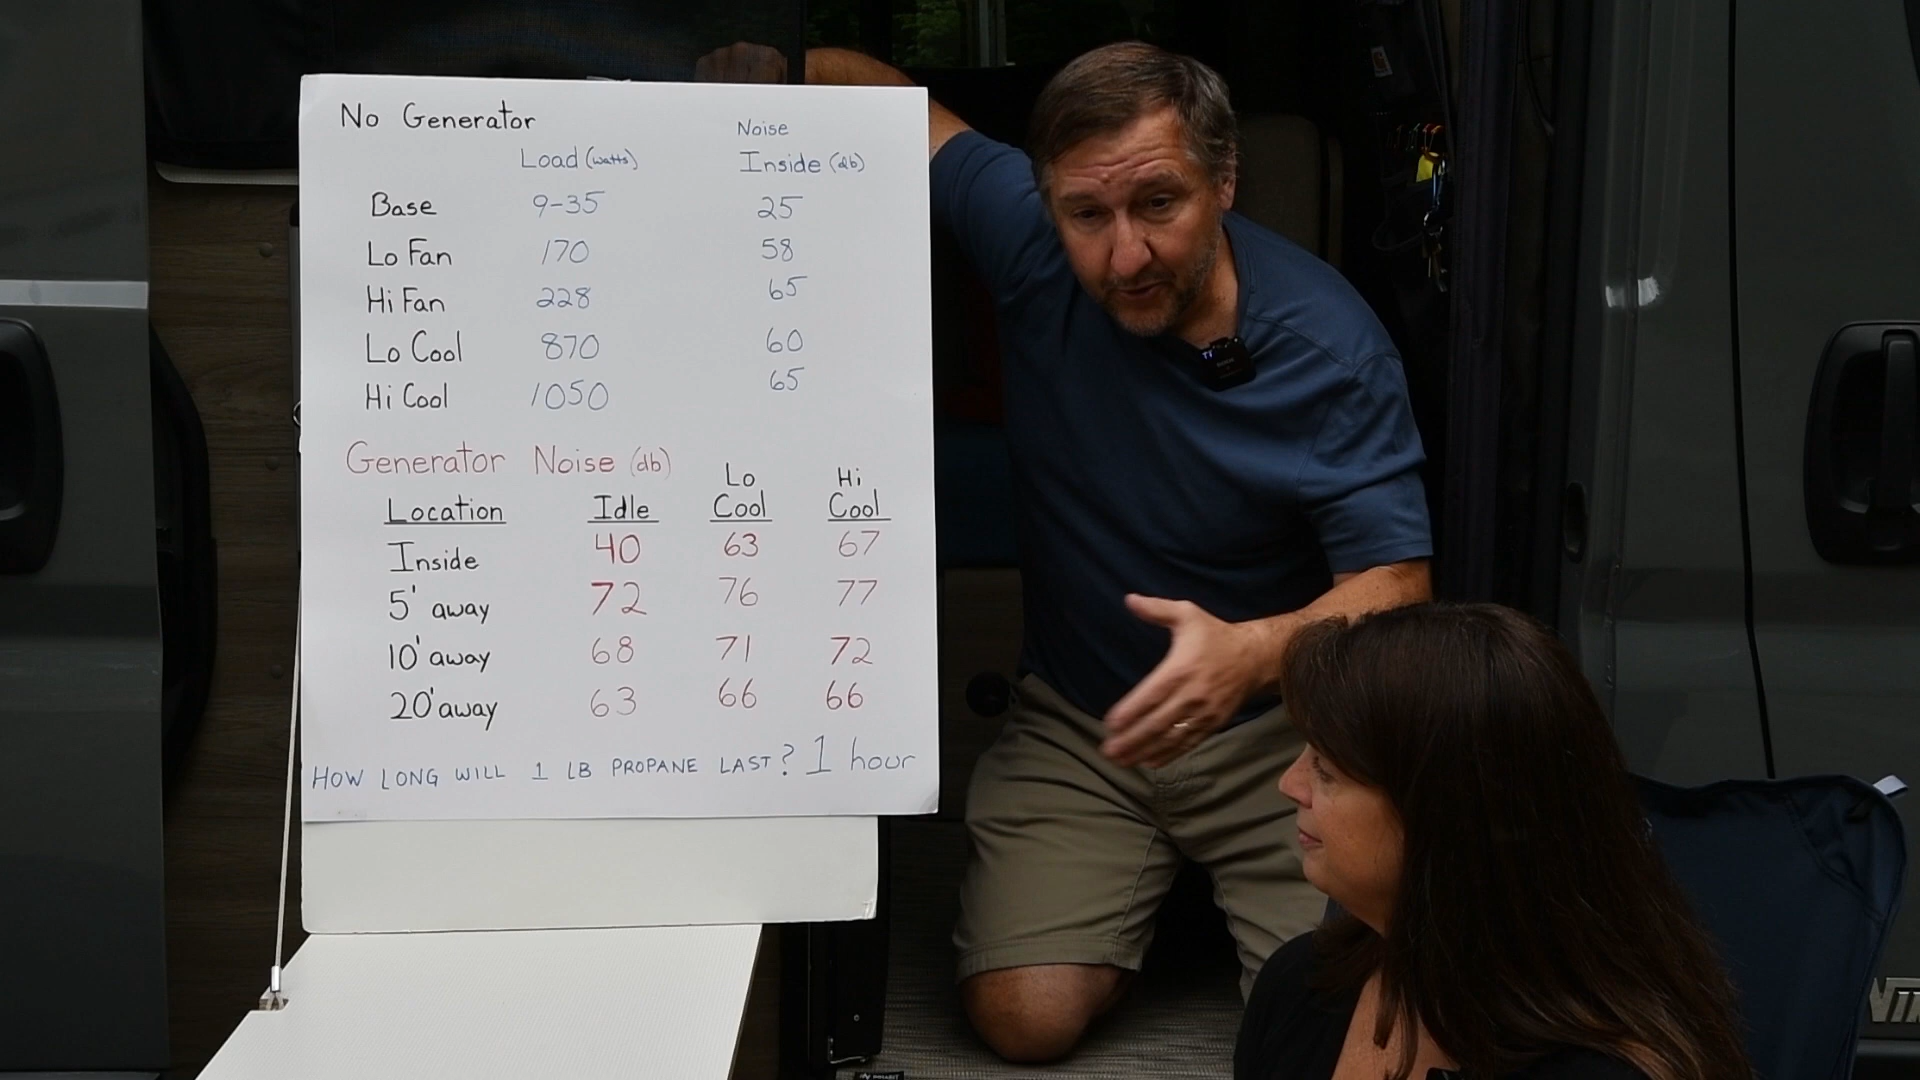 No Generator
Noise
Load (watts) Inside (db)
Base 9-35 25
Lo Fan 170 58
Hi Fan 228 65
Lo Cool 870 60
Hi Cool 1050 65
Generator Noise (db)
Lo Hi
Location Idle Cool Cool
Inside 40 63 67
5' away 72 76 77
10' away 68 71 72
20' away 63 66 66
HOW LONG WILL 1 LB PROPANE LAST? 1 hour